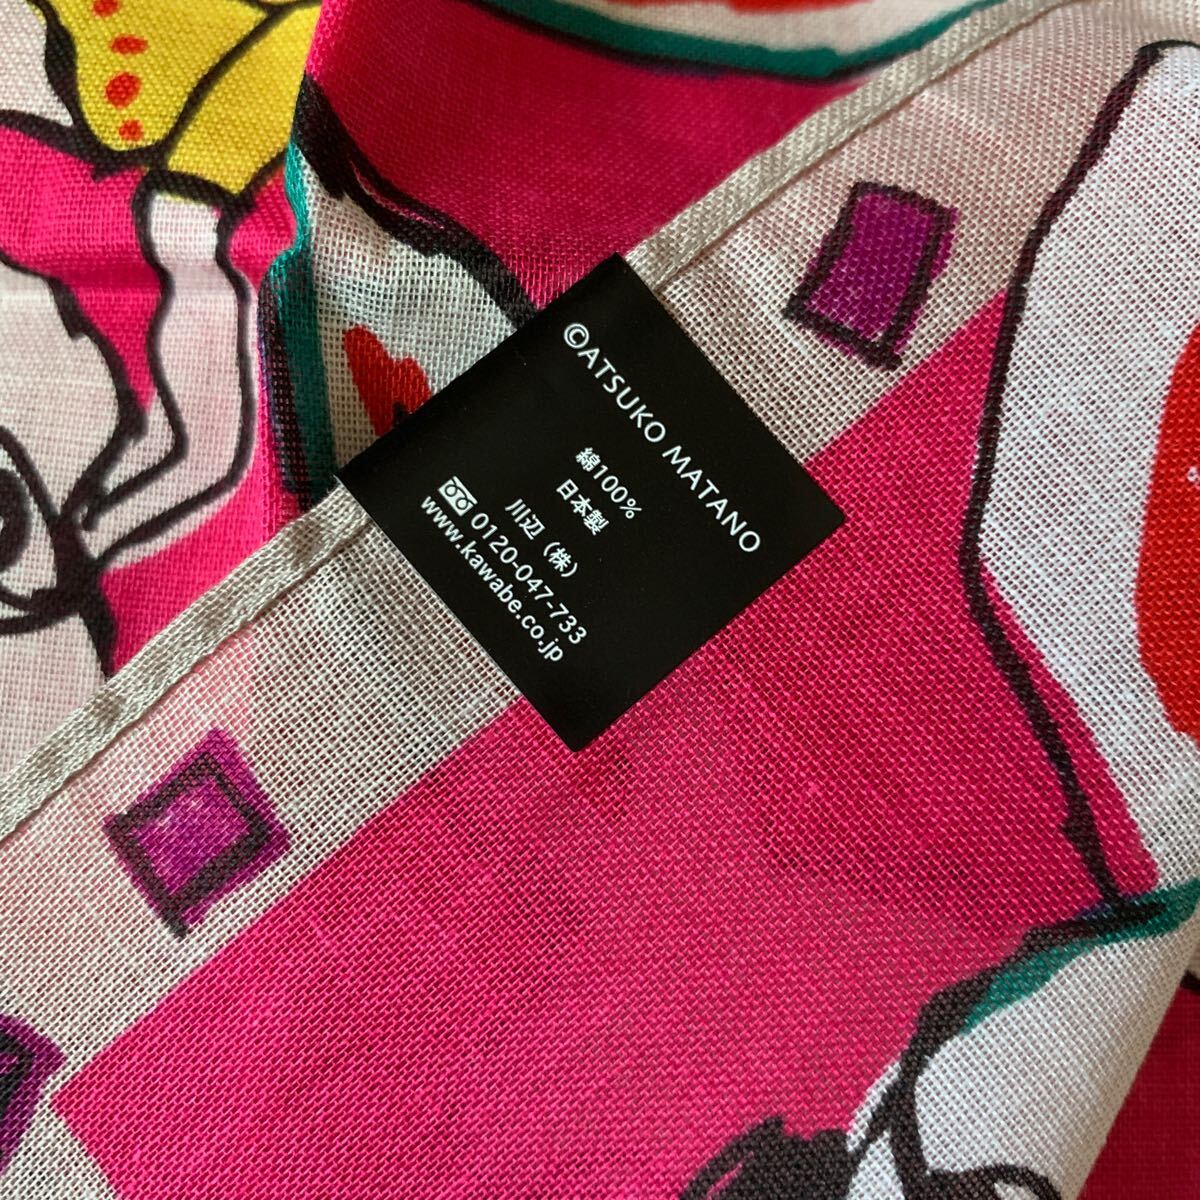 ©ATSUKO MATANO
綿100%
日本製
川辺（株）
0120-047-733
www.kawabe.co.jp